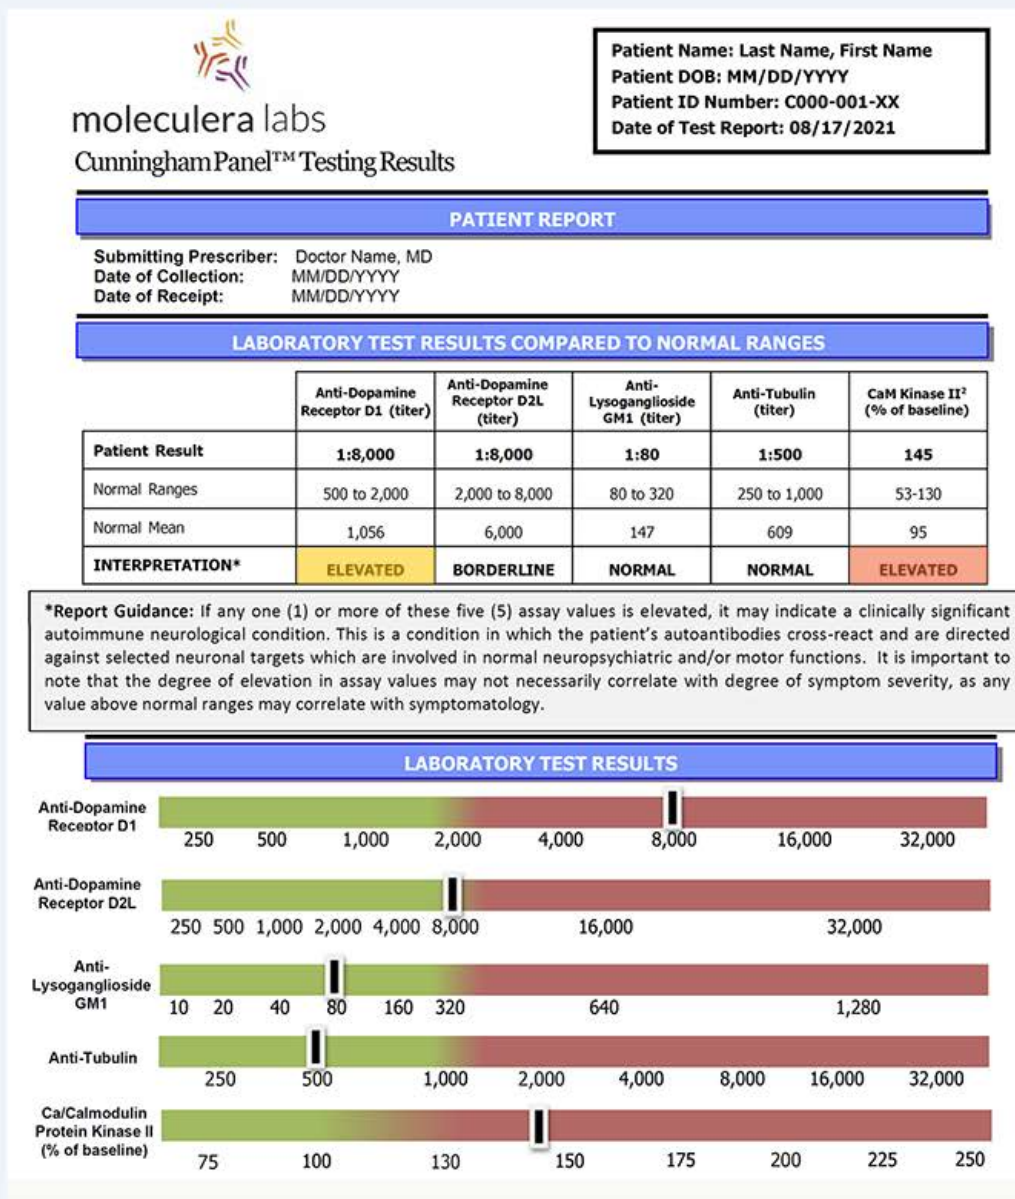 moleculera labs
Cunningham Panel™ Testing Results
Patient Name: Last Name, First Name
Patient DOB: MM/DD/YYYY
Patient ID Number: C000-001-XX
Date of Test Report: 08/17/2021
PATIENT REPORT
Submitting Prescriber: Doctor Name, MD
Date of Collection: MM/DD/YYYY
Date of Receipt: MM/DD/YYYY
LABORATORY TEST RESULTS COMPARED TO NORMAL RANGES
Anti-Dopamine Receptor D1 (titer) Anti-Dopamine Receptor D2L (titer) Anti-Lysoganglioside GM1 (titer) Anti-Tubulin (titer) CaM Kinase II² (% of baseline)
Patient Result 1:8,000 1:8,000 1:80 1:500 145
Normal Ranges 500 to 2,000 2,000 to 8,000 80 to 320 250 to 1,000 53-130
Normal Mean 1,056 6,000 147 609 95
INTERPRETATION* ELEVATED BORDERLINE NORMAL NORMAL ELEVATED
*Report Guidance: If any one (1) or more of these five (5) assay values is elevated, it may indicate a clinically significant
autoimmune neurological condition. This is a condition in which the patient's autoantibodies cross-react and are directed
against selected neuronal targets which are involved in normal neuropsychiatric and/or motor functions. It is important to
note that the degree of elevation in assay values may not necessarily correlate with degree of symptom severity, as any
value above normal ranges may correlate with symptomatology.
LABORATORY TEST RESULTS
Anti-Dopamine
Receptor D1
250 500 1,000 2,000 4,000 8,000 16,000 32,000
Anti-Dopamine
Receptor D2L
250 500 1,000 2,000 4,000 8,000 16,000 32,000
Anti-
Lysoganglioside
GM1
10 20 40 80 160 320 640 1,280
Anti-Tubulin
250 500 1,000 2,000 4,000 8,000 16,000 32,000
Ca/Calmodulin
Protein Kinase II
(% of baseline)
75 100 130 150 175 200 225 250